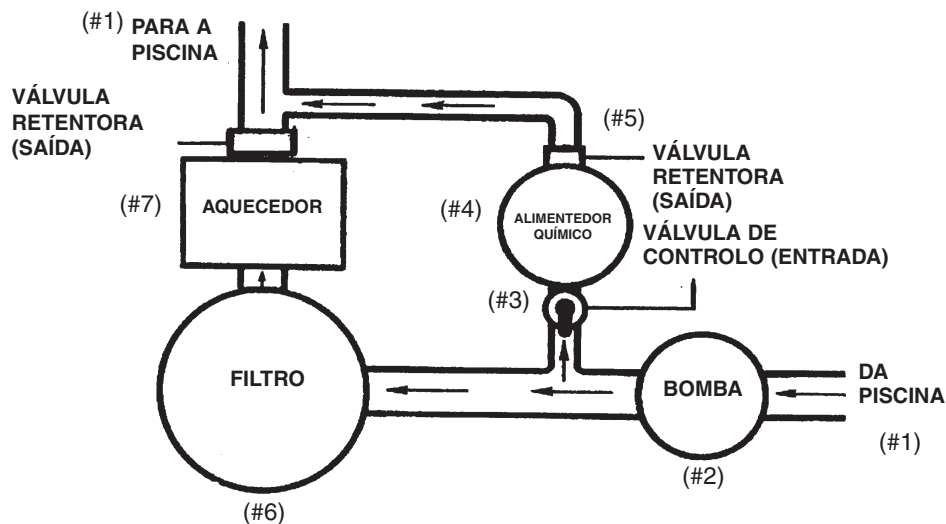 (#1) PARA A
PISCINA
VÁLVULA
RETENTORA
(SAÍDA)
(#5)
VÁLVULA
RETENTORA
(SAÍDA)
(#7)
AQUECEDOR
(#4)
ALIMENTEDOR
QUÍMICO
VÁLVULA DE
CONTROLO (ENTRADA)
(#3)
FILTRO
BOMBA
DA
PISCINA
(#1)
(#2)
(#6)